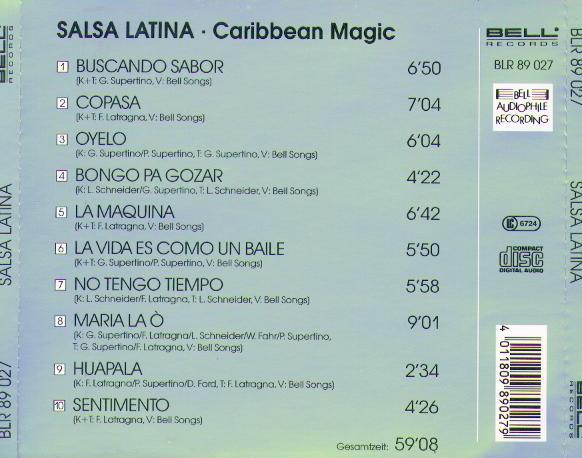 SALSA LATINA · Caribbean Magic
1 BUSCANDO SABOR 6'50
(K+T: G. Supertino, V: Bell Songs)
2 COPASA 7'04
(K+T: F. Latragna, V: Bell Songs)
3 OYELO 6'04
(K: G. Supertino/P. Supertino, T: G. Supertino, V: Bell Songs)
4 BONGO PA GOZAR 4'22
(K: L. Schneider/G. Supertino, T: L. Schneider, V: Bell Songs)
5 LA MAQUINA 6'42
(K+T: F. Latragna, V: Bell Songs)
6 LA VIDA ES COMO UN BAILE 5'50
(K+T: G. Supertino/P. Supertino, V: Bell Songs)
7 NO TENGO TIEMPO 5'58
(K: L. Schneider/F. Latragna, T: L. Schneider, V: Bell Songs)
8 MARIA LA Ò 9'01
(K: G. Supertino/F. Latragna/L. Schneider/W. Fahr/P. Supertino,
T: G. Supertino/F. Latragna, V: Bell Songs)
9 HUAPALA 2'34
(K: F. Latragna/P. Supertino/D. Ford, T: F. Latragna, V: Bell Songs)
10 SENTIMENTO 4'26
(K+T: F. Latragna, V: Bell Songs)
Gesamtzeit: 59'08
BELL
RECORDS
BLR 89 027
BELL
AUDIOPHILE
RECORDING
LC 6724
COMPACT
disc
DIGITAL AUDIO
4 011809 890279
BELL
RECORDS
SALSA LATINA
BLR 89 027
BLR 89 027
SALSA LATINA
BELL
RECORDS